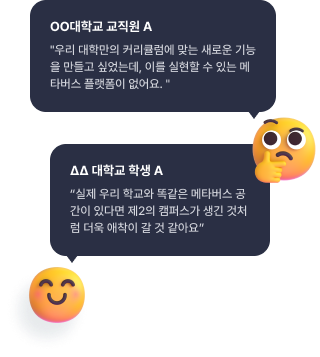 OO대학교 교직원 A
"우리 대학만의 커리큘럼에 맞는 새로운 기능
을 만들고 싶었는데, 이를 실현할 수 있는 메
타버스 플랫폼이 없어요. "
ΔΔ 대학교 학생 A
“실제 우리 학교와 똑같은 메타버스 공
간이 있다면 제2의 캠퍼스가 생긴 것처
럼 더욱 애착이 갈 것 같아요”